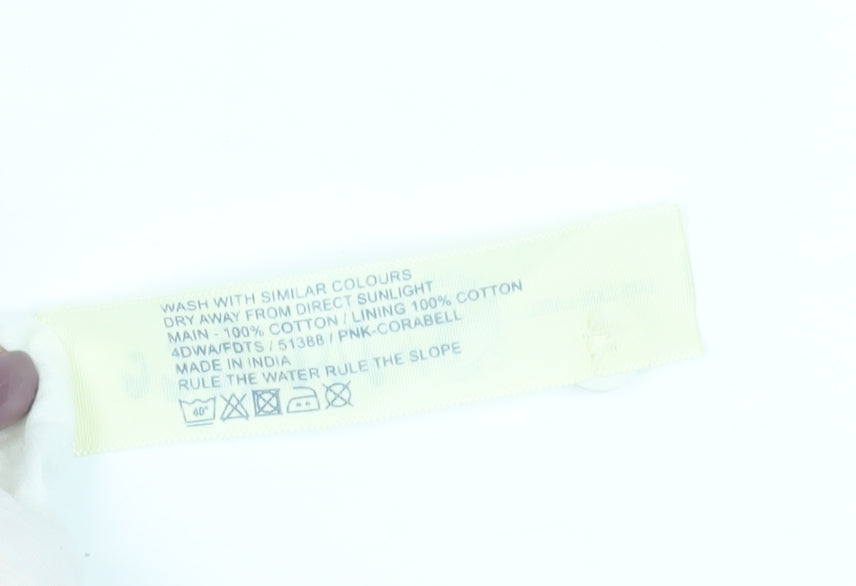 WASH WITH SIMILAR COLOURS
DRY AWAY FROM DIRECT SUNLIGHT
MAIN - 100% COTTON / LINING 100% COTTON
4DWA/FDTS / 51388 / PNK-CORABELL
MADE IN INDIA
RULE THE WATER RULE THE SLOPE
40°